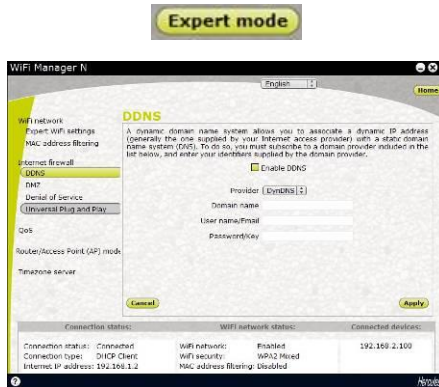 Expert mode
WiFi Manager N
English
Home
WiFi network
Expert WiFi settings
MAC address filtering
Internet firewall
DDNS
DMZ
Denial of Service
Universal Plug and Play
QoS
Router/Access Point (AP) mode
Timezone server
DDNS
A dynamic domain name system allows you to associate a dynamic IP address
(generally the one supplied by your Internet access provider) with a static domain
name system (DNS). To do so, you must subscribe to a domain provider included in the
list below, and enter your identifiers supplied by the domain provider.
Enable DDNS
Provider DynDNS
Domain name
User name/Email
Password/Key
Cancel
Apply
Connection status:
Connection status: Connected
Connection type: DHCP Client
Internet IP address: 192.168.1.2
WiFi network status:
WiFi network: Enabled
WiFi security: WPA2 Mixed
MAC address filtering: Disabled
Connected devices:
192.168.2.100
?
Hercules